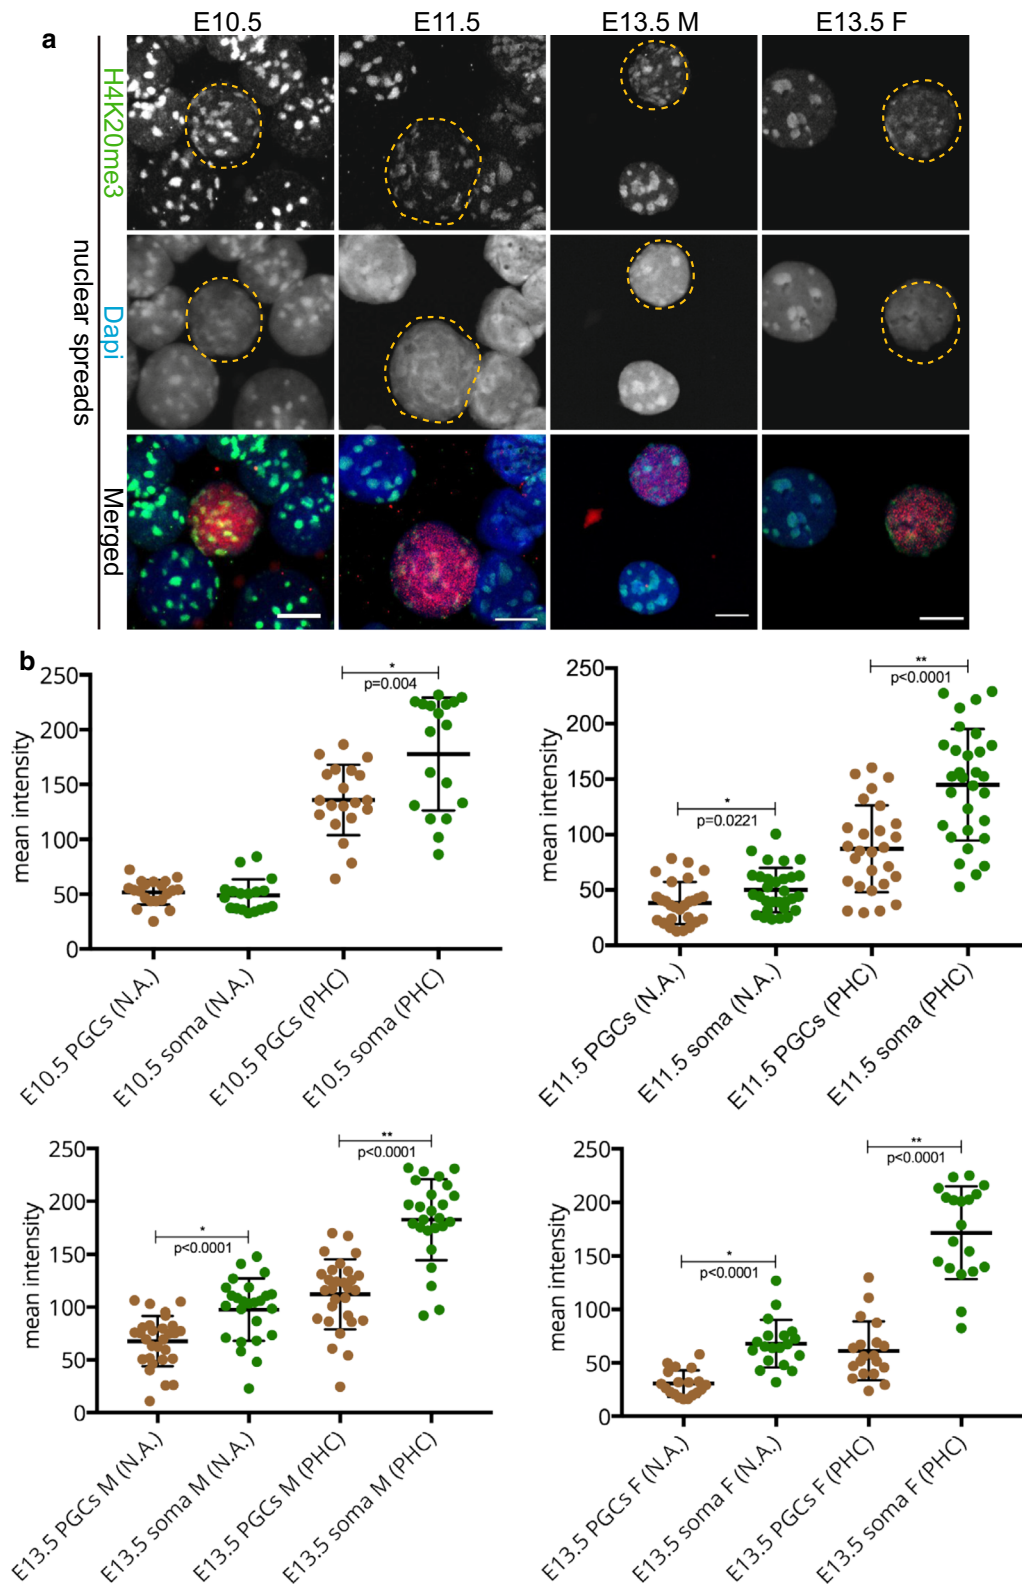 E10.5 E11.5 E13.5 M E13.5 F
a
H4K20me3
nuclear spreads
Dapi
Merged
b
mean intensity
250
200
150
100
50
0
*
p=0.004
E10.5 PGCs (N.A.)
E10.5 soma (N.A.)
E10.5 PGCs (PHC)
E10.5 soma (PHC)
mean intensity
250
200
150
100
50
0
*
p=0.0221
**
p<0.0001
E11.5 PGCs (N.A.)
E11.5 soma (N.A.)
E11.5 PGCs (PHC)
E11.5 soma (PHC)
mean intensity
250
200
150
100
50
0
*
p<0.0001
**
p<0.0001
E13.5 PGCs M (N.A.)
E13.5 soma M (N.A.)
E13.5 PGCs M (PHC)
E13.5 soma M (PHC)
mean intensity
250
200
150
100
50
0
*
p<0.0001
**
p<0.0001
E13.5 PGCs F (N.A.)
E13.5 soma F (N.A.)
E13.5 PGCs F (PHC)
E13.5 soma F (PHC)